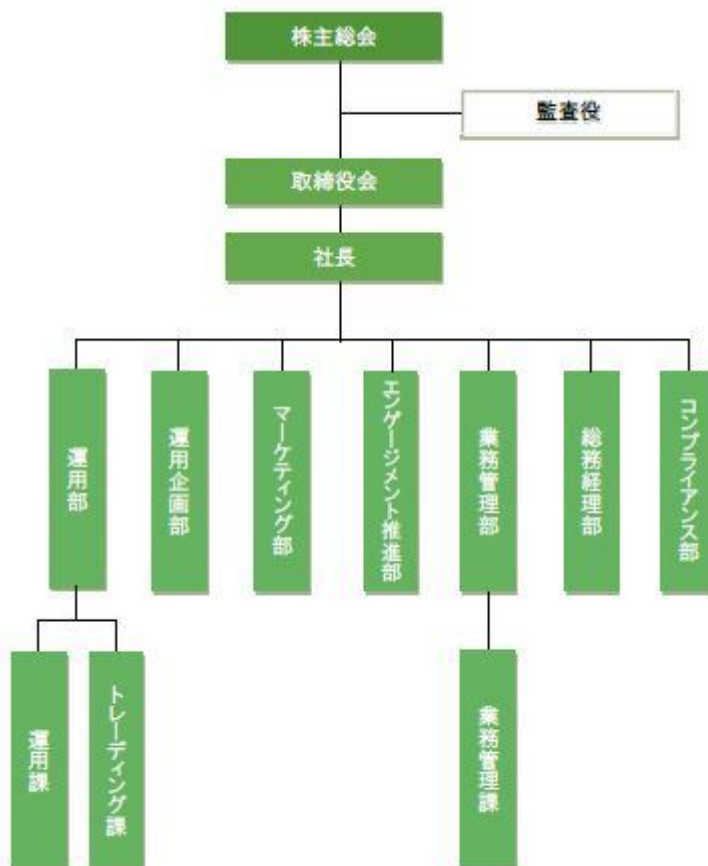 株主総会
監査役
取締役会
社長
運用部
運用企画部
マーケティング部
エンゲージメント推進部
業務管理部
総務経理部
コンプライアンス部
運用課
トレーディング課
業務管理課